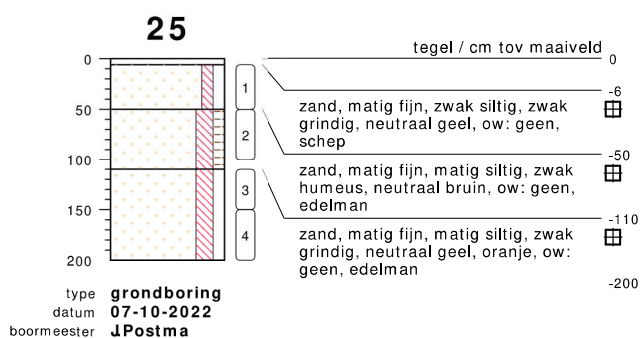 25
tegel / cm tov maaiveld
0
0
-6
1
zand, matig fijn, zwak siltig, zwak
grindig, neutraal geel, ow: geen,
schep
50
-50
2
100
zand, matig fijn, matig siltig, zwak
humeus, neutraal bruin, ow: geen,
edelman
3
150
-110
4
zand, matig fijn, matig siltig, zwak
grindig, neutraal geel, oranje, ow:
geen, edelman
200
-200
type grondboring
datum 07-10-2022
boormeester J.Postma